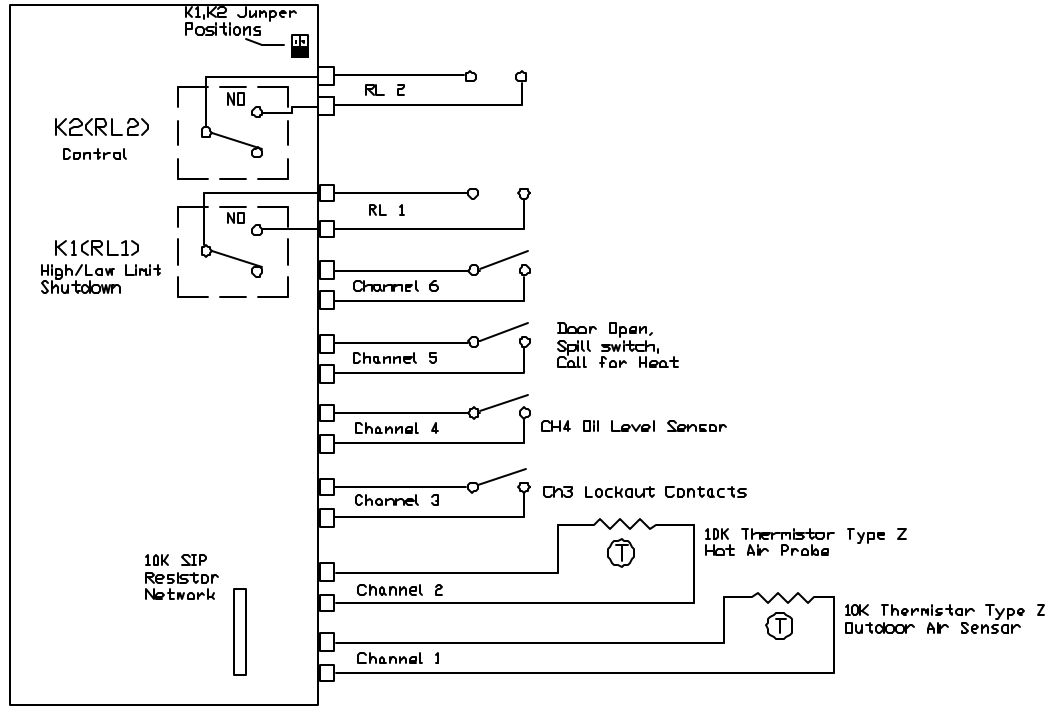 K1,K2 Jumper
Positions
NO
RL 2
K2(RL2)
Control
NO
RL 1
K1(RL1)
High/Low Limit
Shutdown
Channel 6
Door Open,
Spill switch,
Call for Heat
Channel 5
Channel 4
CH4 Oil Level Sensor
Channel 3
Ch3 Lockout Contacts
10K Thermistor Type Z
Hot Air Probe
T
10K SIP
Resistor
Network
Channel 2
10K Thermistor Type Z
Outdoor Air Sensor
T
Channel 1